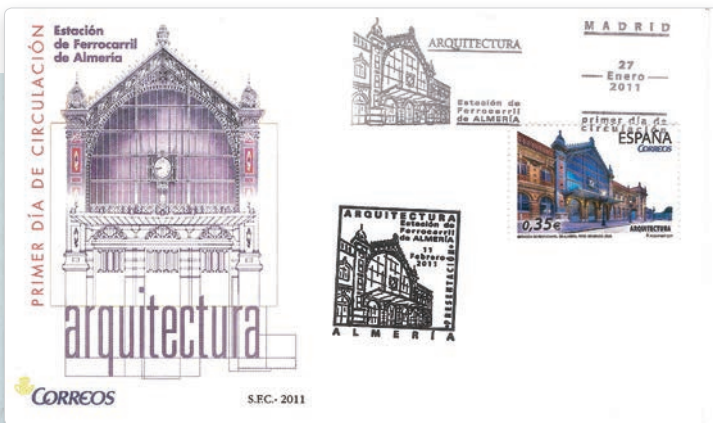 PRIMER DÍA DE CIRCULACIÓN
Estación
de Ferrocarril
de Almería
arquitectura
CORREOS
S.F.C.- 2011
ARQUITECTURA
Estación de
Ferrocarril
de ALMERÍA
MADRID
27
Enero
2011
primer día de
circulación
ESPAÑA
CORREOS
0,35€
ARQUITECTURA
ARQUITECTURA
Estación de
Ferrocarril
de ALMERÍA
11
Febrero
2011
PRESENTACIÓN
ALMERÍA